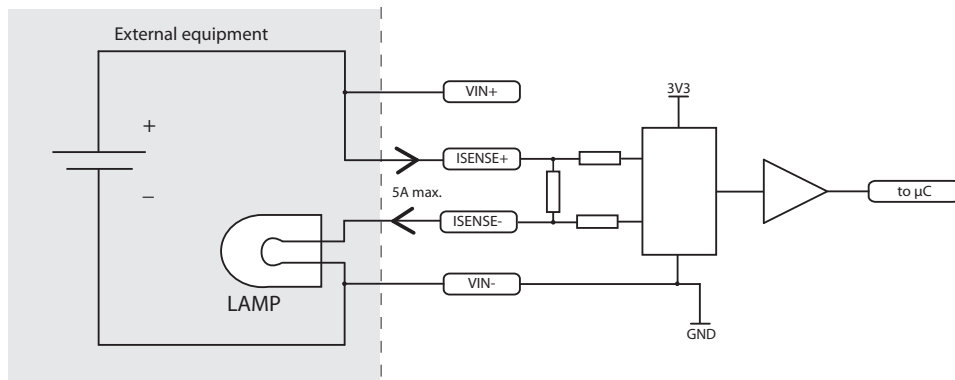 External equipment
VIN+
3V3
+
ISENSE+
5A max.
to µC
−
ISENSE-
LAMP
VIN-
GND